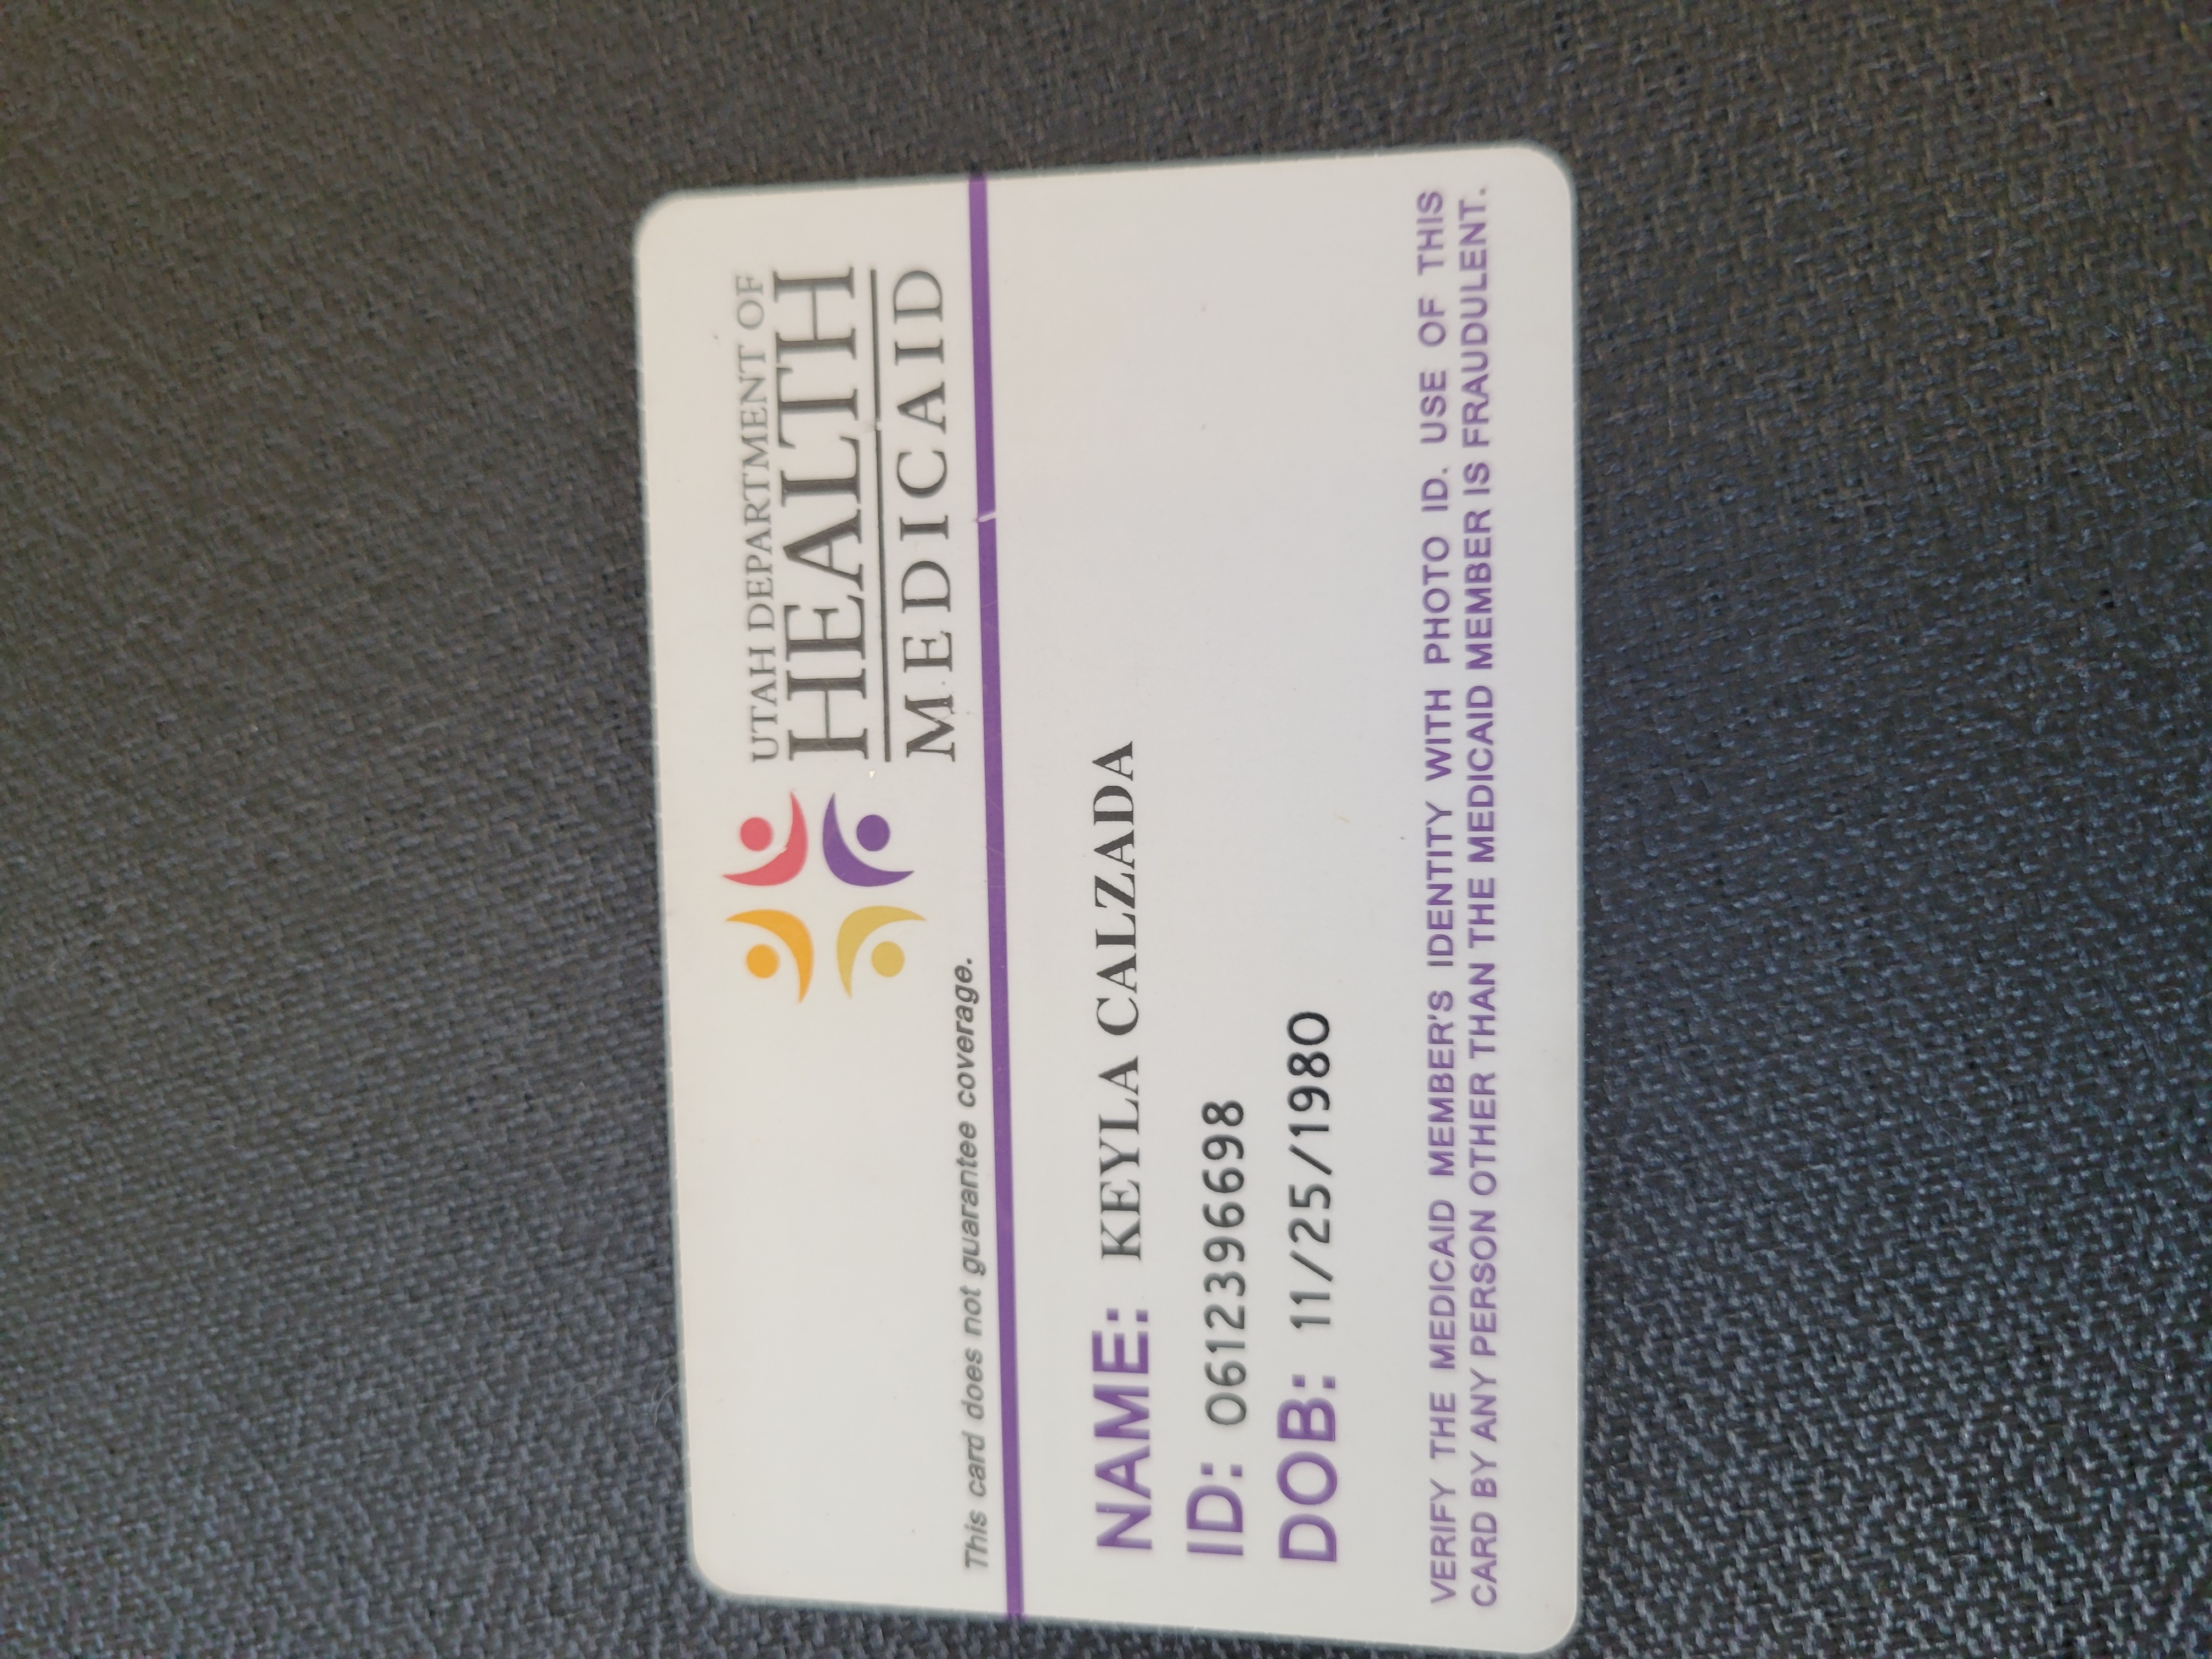 UTAH DEPARTMENT OF
HEALTH
MEDICAID
This card does not guarantee coverage.
NAME: KEYLA CALZADA
ID: 0612396698
DOB: 11/25/1980
VERIFY THE MEDICAID MEMBER'S IDENTITY WITH PHOTO ID. USE OF THIS
CARD BY ANY PERSON OTHER THAN THE MEDICAID MEMBER IS FRAUDULENT.